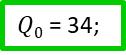 Q₀ = 34;